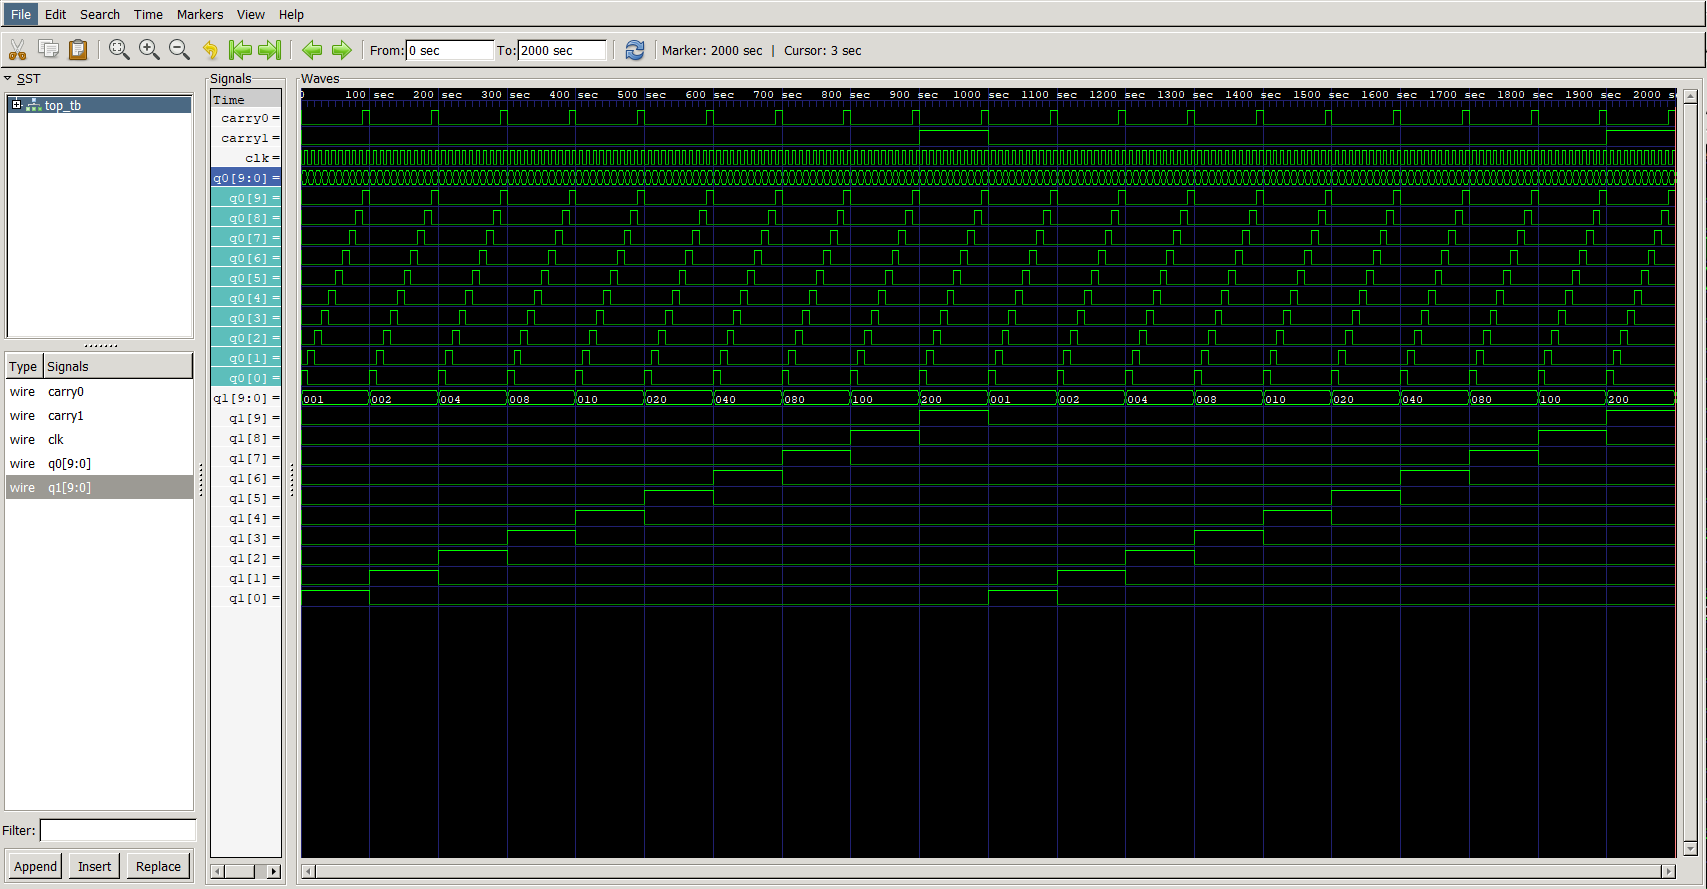 File Edit Search Time Markers View Help
From: 0 sec To: 2000 sec Marker: 2000 sec | Cursor: 3 sec
SST
top_tb
Type Signals
wire carry0
wire carry1
wire clk
wire q0[9:0]
wire q1[9:0]
Filter:
Append Insert Replace
Signals
Time
carry0 =
carry1 =
clk =
q0[9:0] =
q0[9] =
q0[8] =
q0[7] =
q0[6] =
q0[5] =
q0[4] =
q0[3] =
q0[2] =
q0[1] =
q0[0] =
q1[9:0] =
q1[9] =
q1[8] =
q1[7] =
q1[6] =
q1[5] =
q1[4] =
q1[3] =
q1[2] =
q1[1] =
q1[0] =
Waves
0 100 sec 200 sec 300 sec 400 sec 500 sec 600 sec 700 sec 800 sec 900 sec 1000 sec 1100 sec 1200 sec 1300 sec 1400 sec 1500 sec 1600 sec 1700 sec 1800 sec 1900 sec 2000 s
001 002 004 008 010 020 040 080 100 200 001 002 004 008 010 020 040 080 100 200